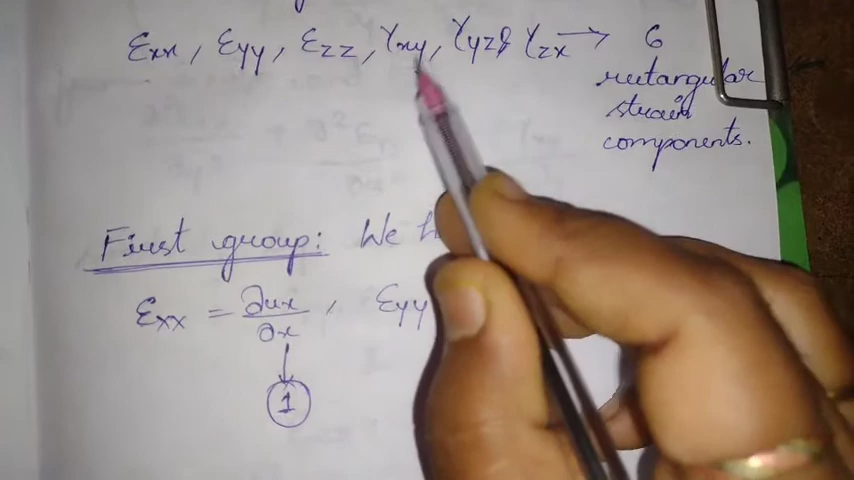 εxx, εyy, εzz, γxy, γyz & γzx → 6
rectangular
strain
components.
First group: We
εxx = ∂ux/∂x, εyy
1